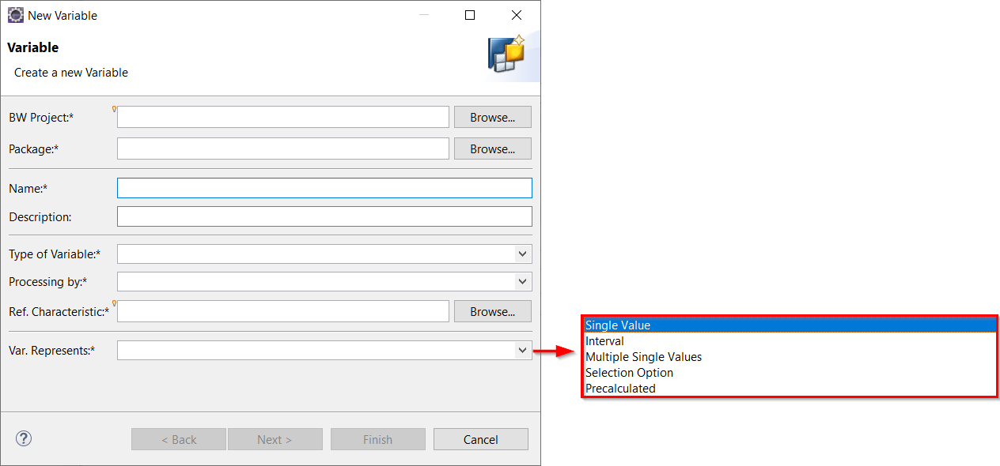 New Variable
Variable
Create a new Variable
BW Project:* Browse...
Package:* Browse...
Name:*
Description:
Type of Variable:*
Processing by:*
Ref. Characteristic:* Browse...
Var. Represents:*
Single Value
Interval
Multiple Single Values
Selection Option
Precalculated
? < Back Next > Finish Cancel